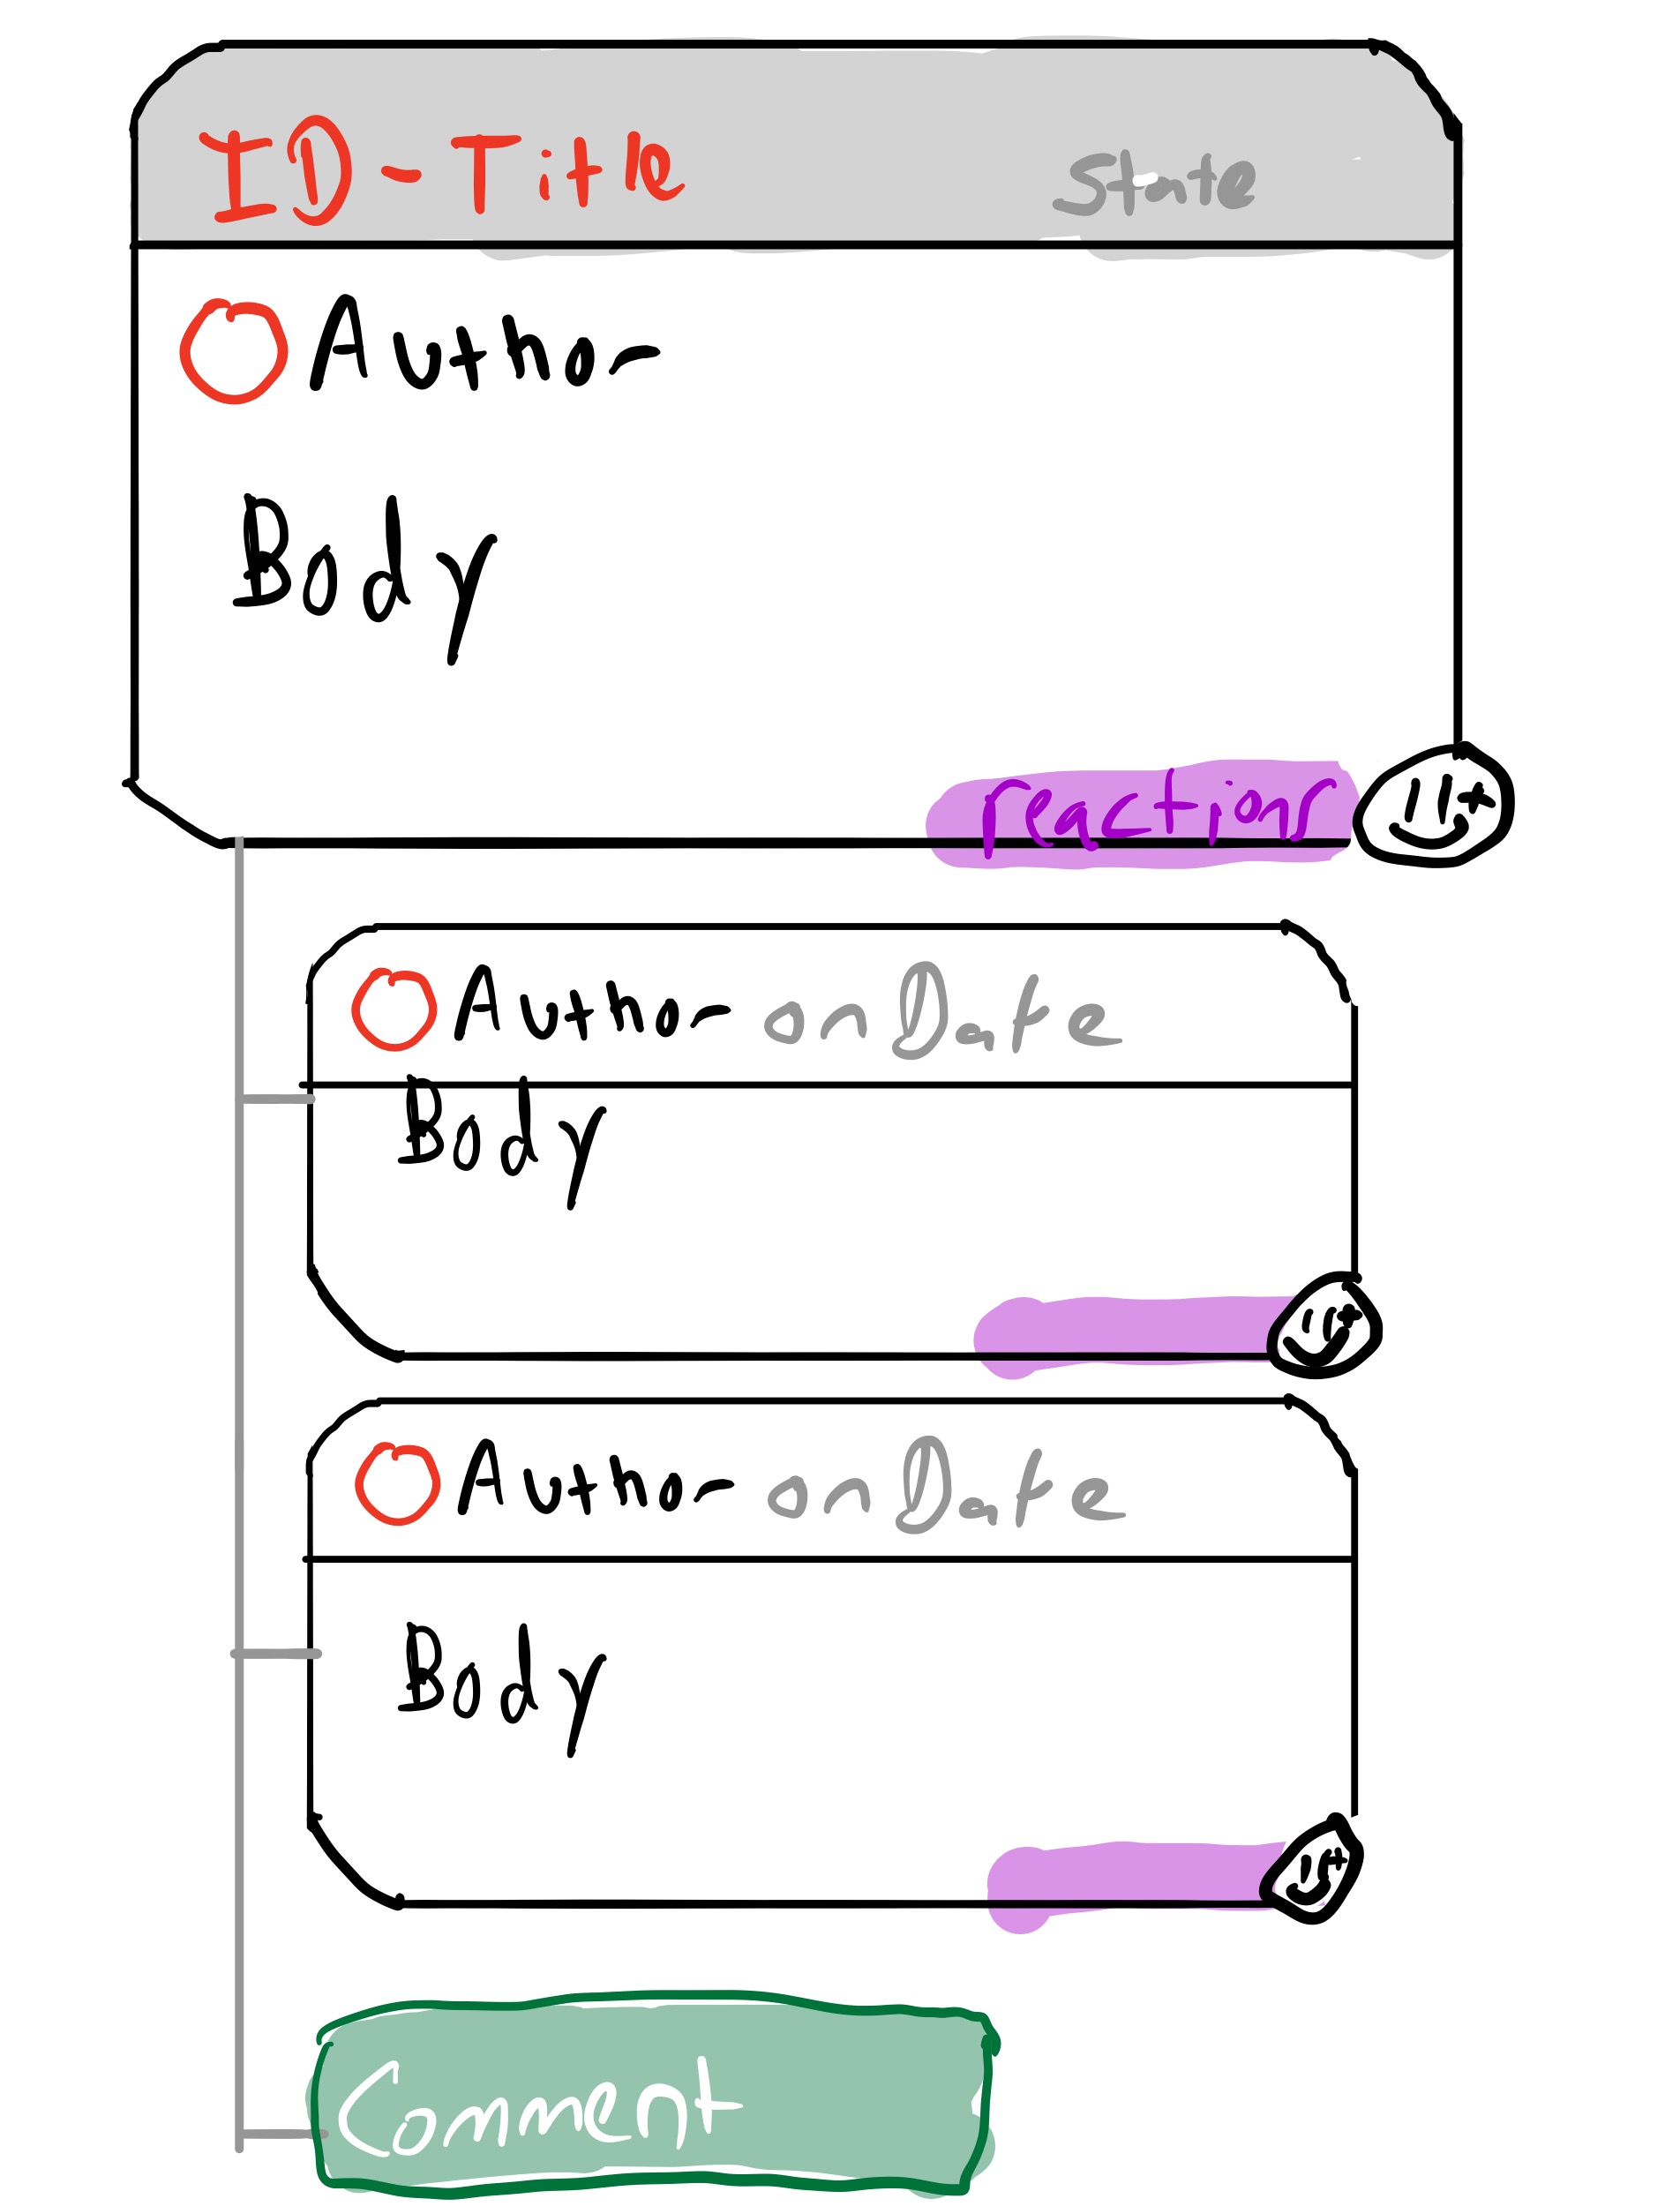 ID-Title State
Author
Body
reactions
Author on Date
Body
Author on Date
Body
Comment